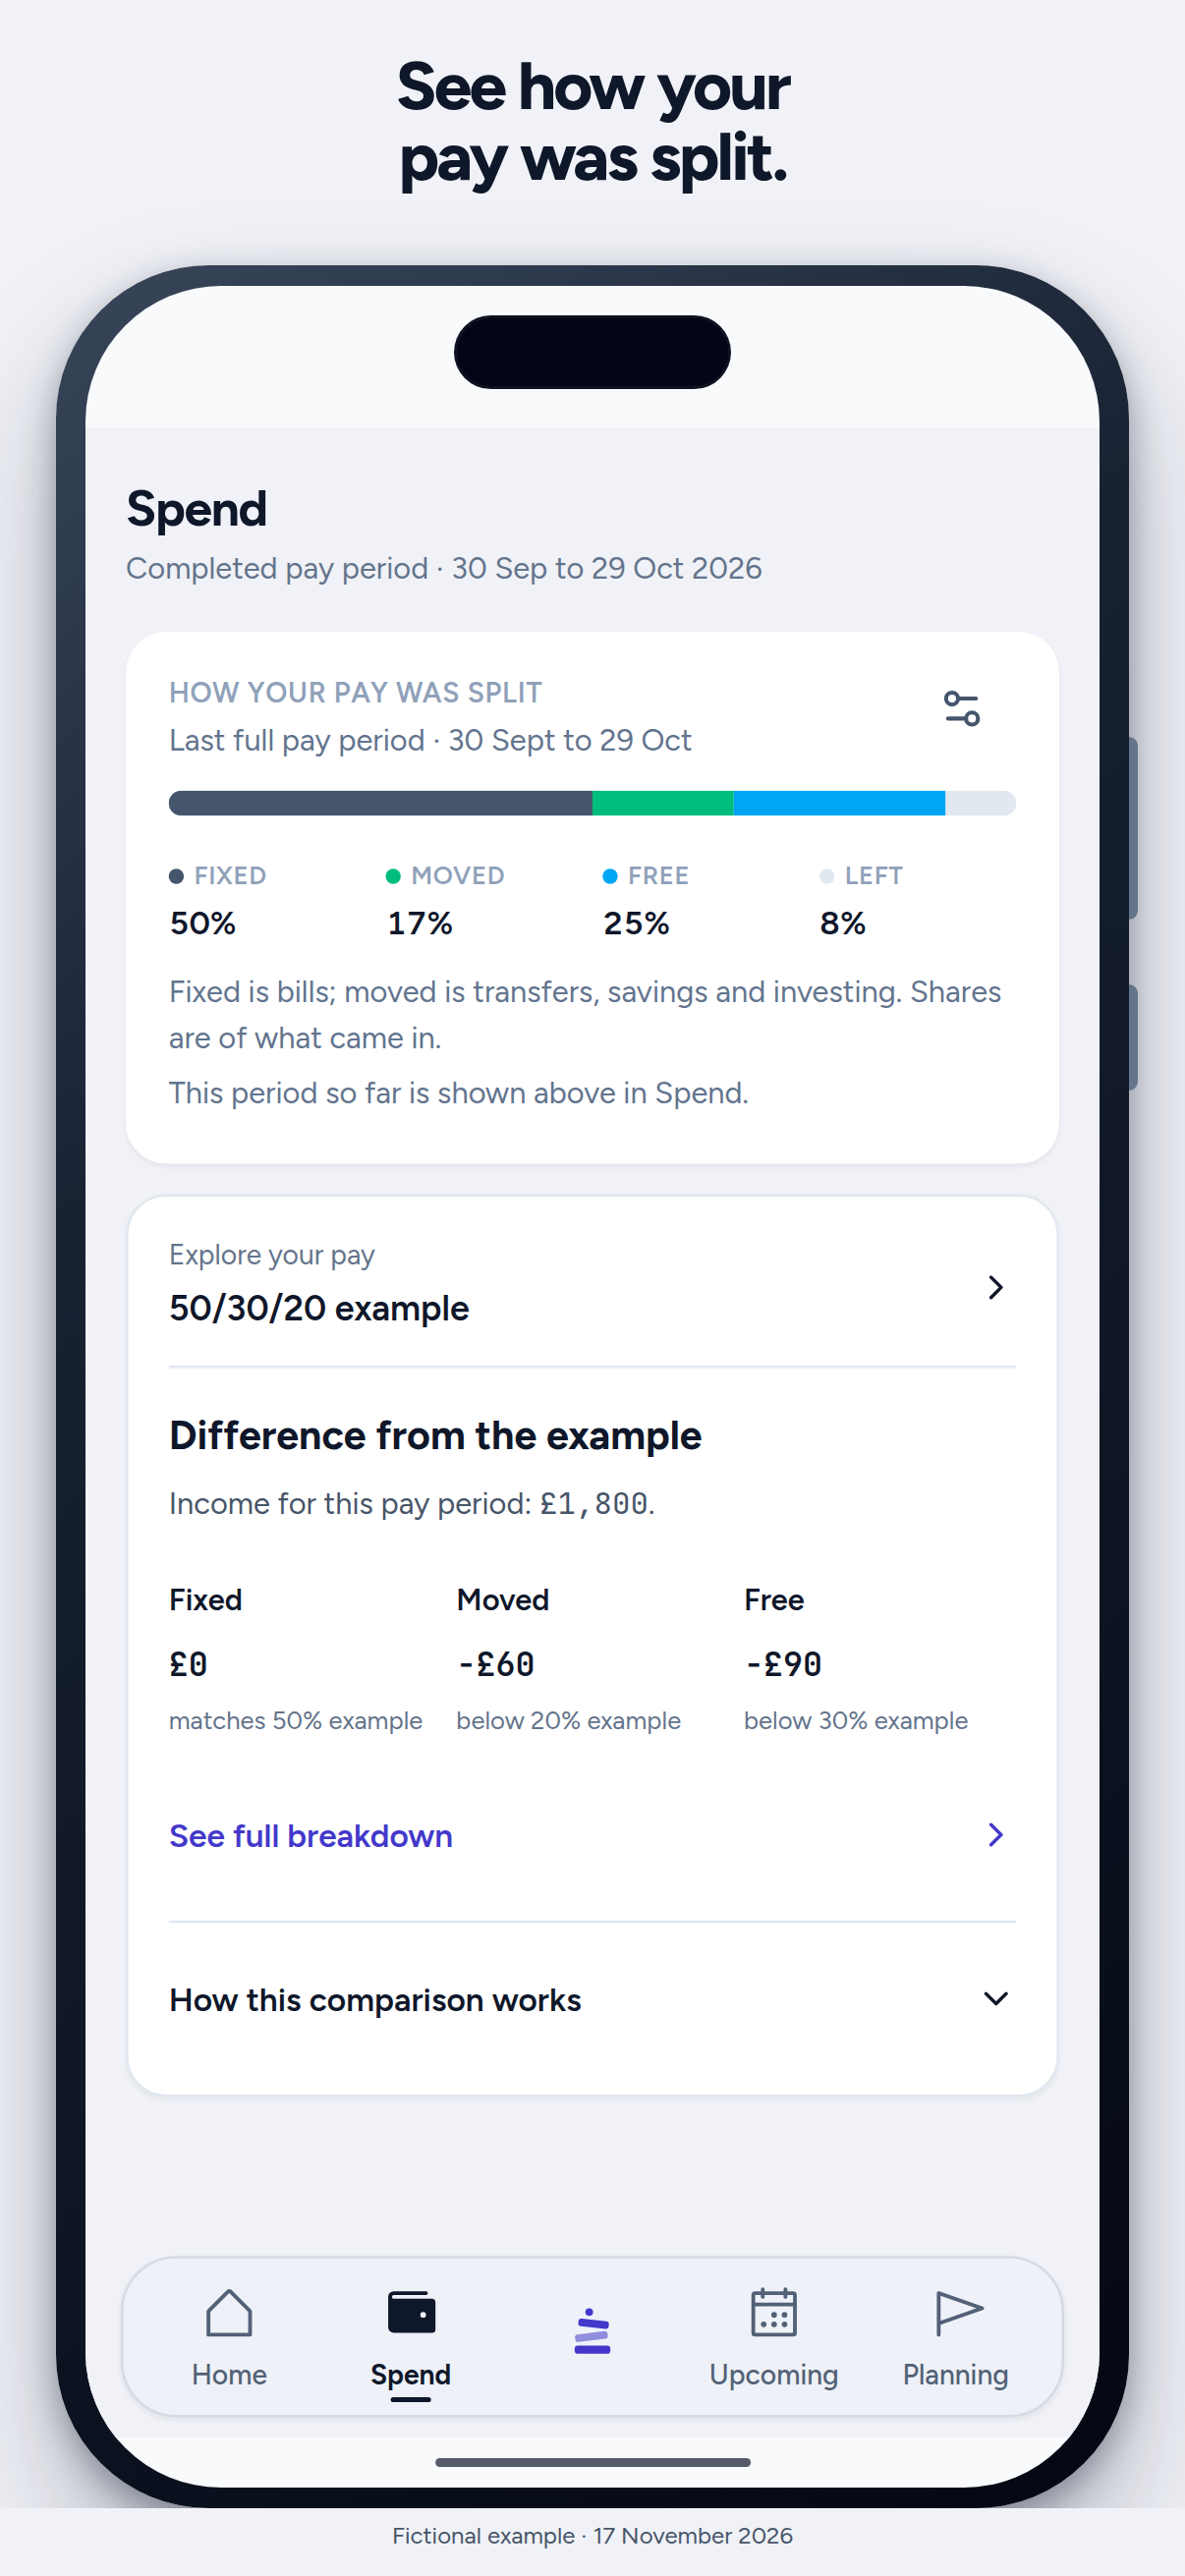 See how your
pay was split.
Spend
Completed pay period · 30 Sep to 29 Oct 2026
HOW YOUR PAY WAS SPLIT
Last full pay period · 30 Sept to 29 Oct
FIXED MOVED FREE LEFT
50% 17% 25% 8%
Fixed is bills; moved is transfers, savings and investing. Shares
are of what came in.
This period so far is shown above in Spend.
Explore your pay
50/30/20 example
Difference from the example
Income for this pay period: £1,800.
Fixed Moved Free
£0 -£60 -£90
matches 50% example below 20% example below 30% example
See full breakdown
How this comparison works
Home Spend Upcoming Planning
Fictional example · 17 November 2026